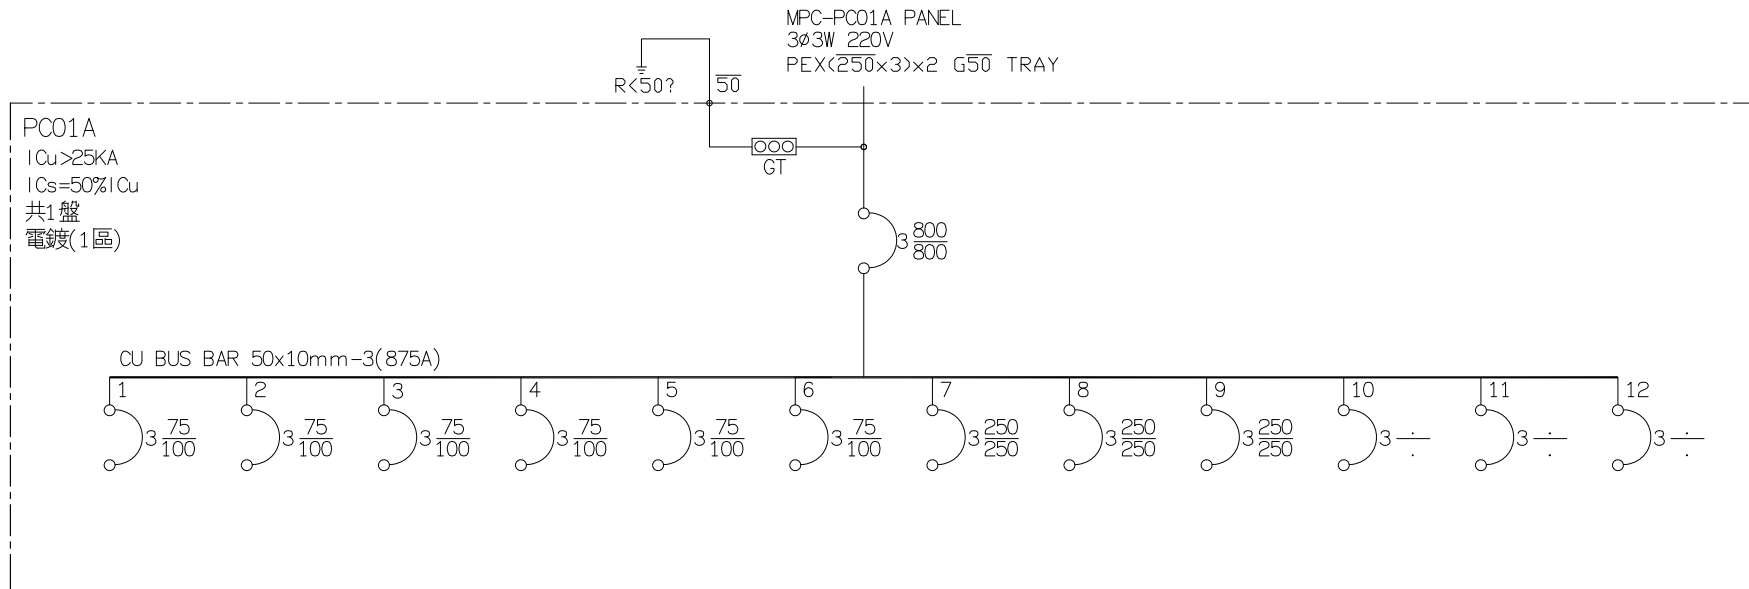 MPC-PC01A PANEL
3ø3W 220V
PEX(250x3)x2 G50 TRAY
R<50?
50
PC01A
ICu>25KA
ICs=50%ICu
共1盤
電鍍(1區)
GT
3 800/800
CU BUS BAR 50x10mm-3(875A)
1 2 3 4 5 6 7 8 9 10 11 12
3 75/100 3 75/100 3 75/100 3 75/100 3 75/100 3 75/100 3 250/250 3 250/250 3 250/250 3 ./. 3 ./. 3 ./.